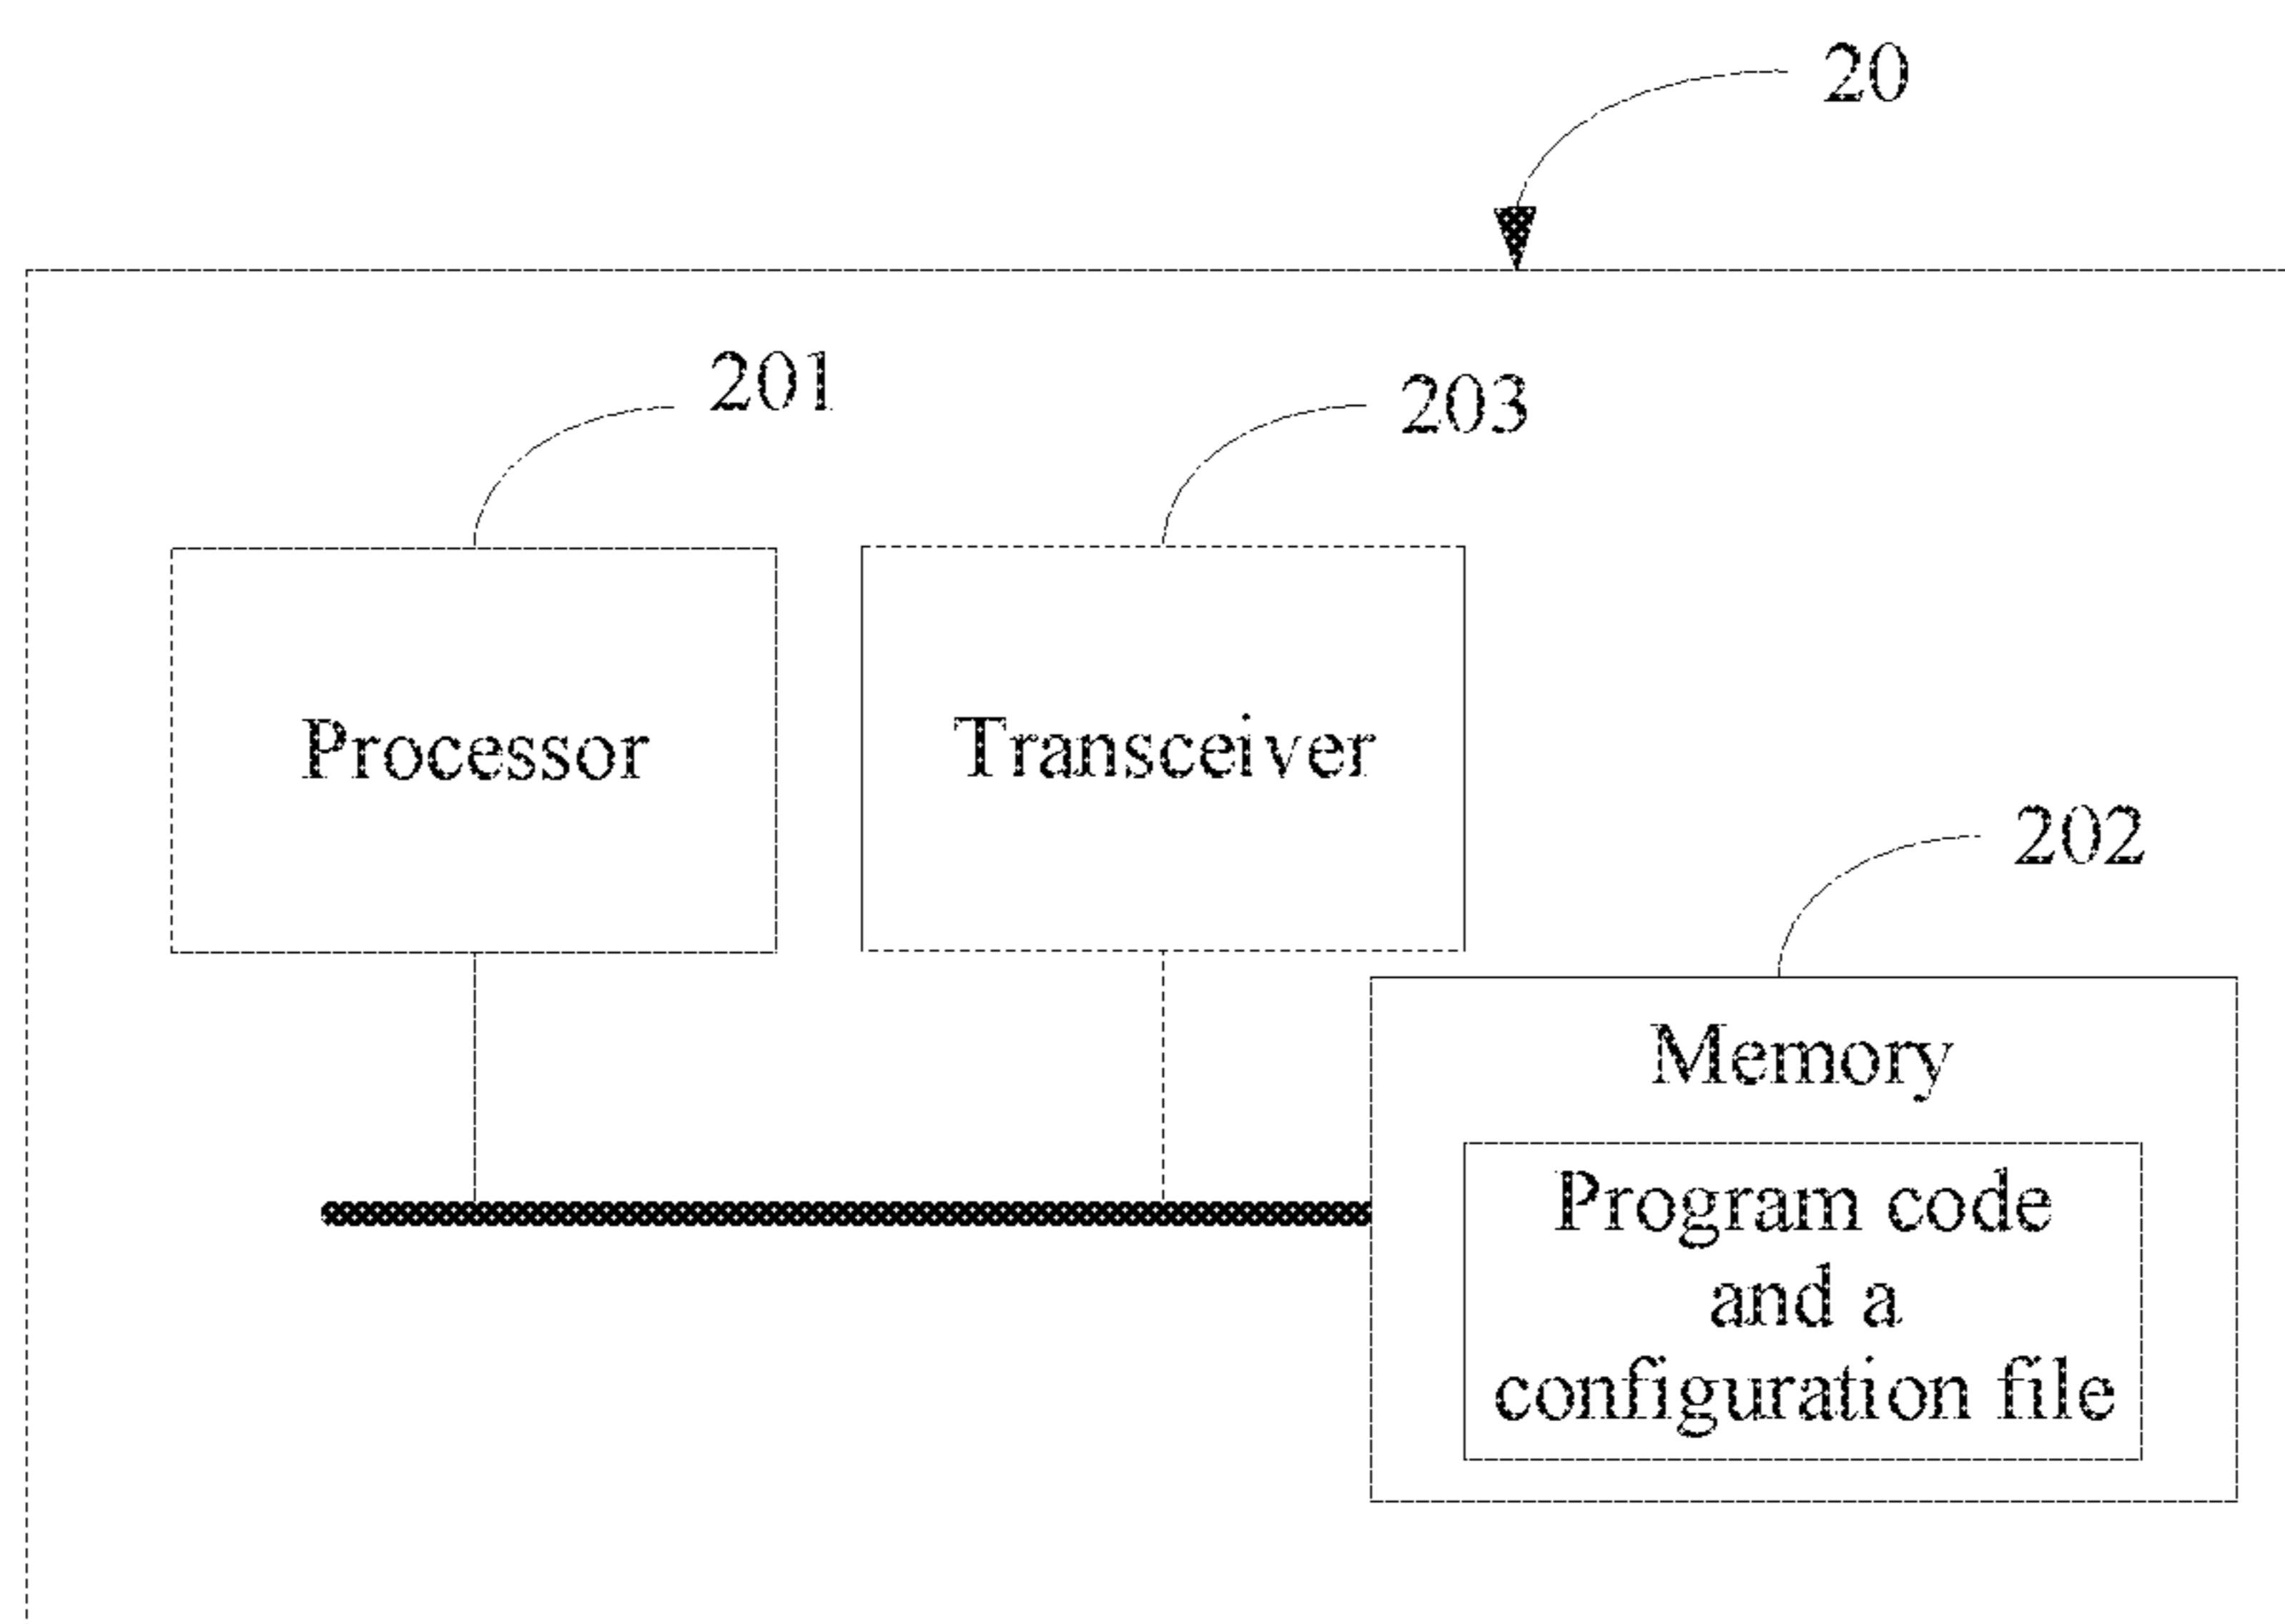 20
201
203
Processor
Transceiver
202
Memory
Program code
and a
configuration file